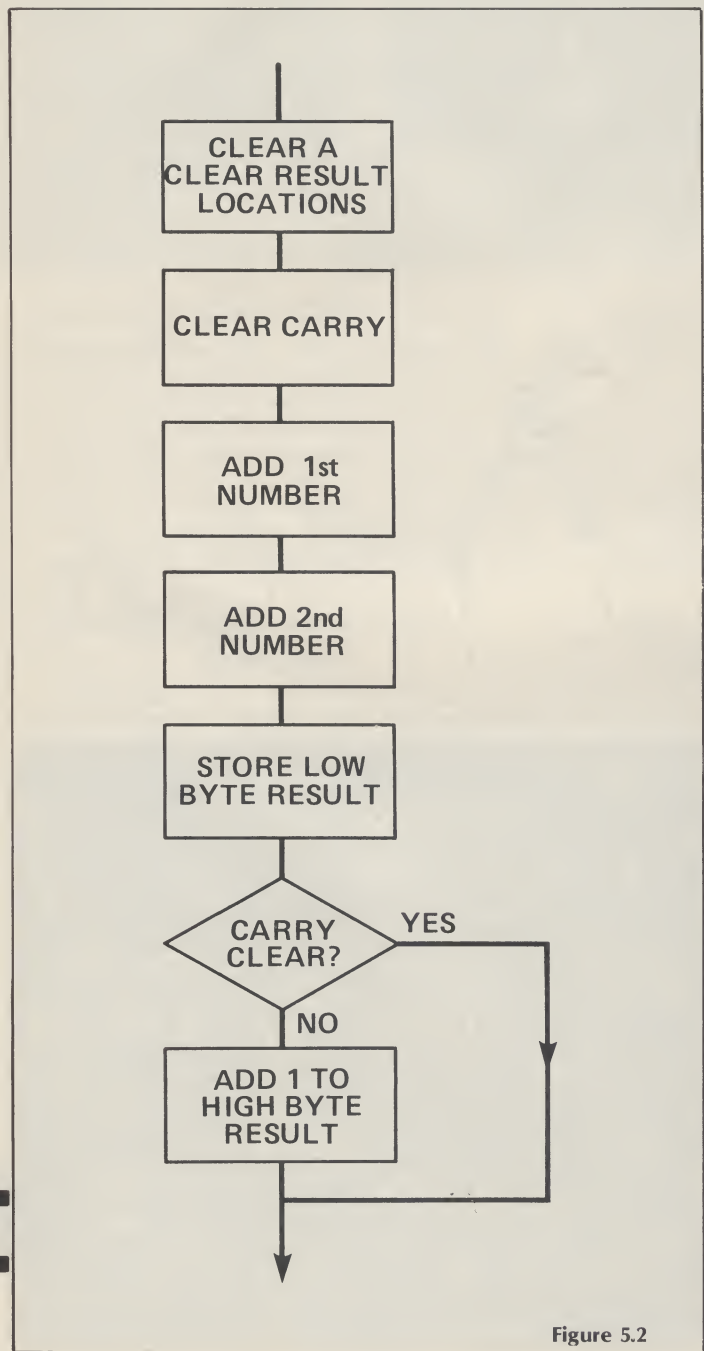 CLEAR A
CLEAR RESULT
LOCATIONS
CLEAR CARRY
ADD 1st
NUMBER
ADD 2nd
NUMBER
STORE LOW
BYTE RESULT
CARRY
CLEAR?
YES
NO
ADD 1 TO
HIGH BYTE
RESULT
Figure 5.2